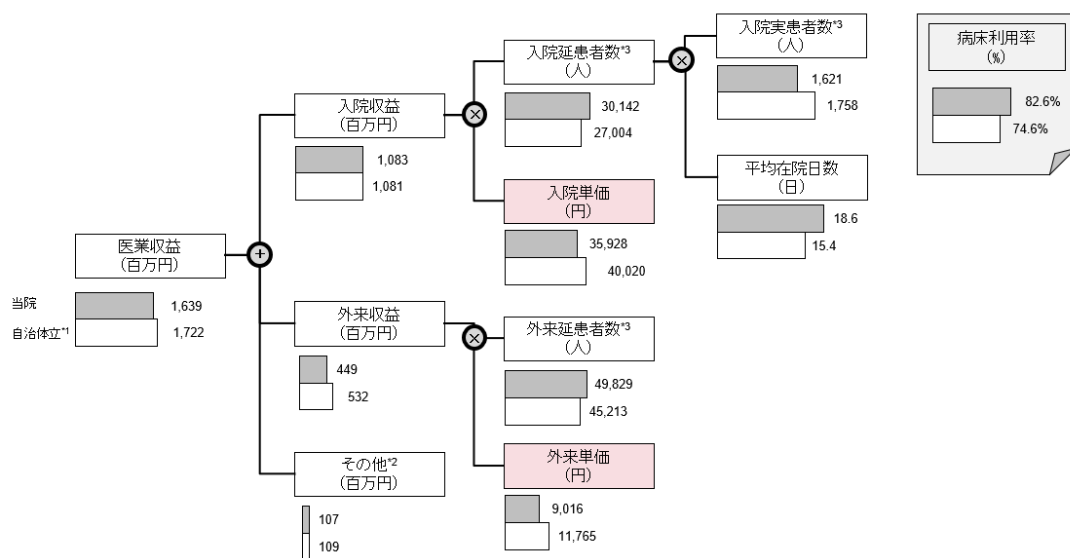 入院実患者数*3
(人)
1,621
1,758
病床利用率
(%)
82.6%
74.6%
入院延患者数*3
(人)
30,142
27,004
入院収益
(百万円)
1,083
1,081
平均在院日数
(日)
18.6
15.4
入院単価
(円)
35,928
40,020
医業収益
(百万円)
当院
1,639
自治体立*1
1,722
外来収益
(百万円)
449
532
外来延患者数*3
(人)
49,829
45,213
その他*2
(百万円)
107
109
外来単価
(円)
9,016
11,765